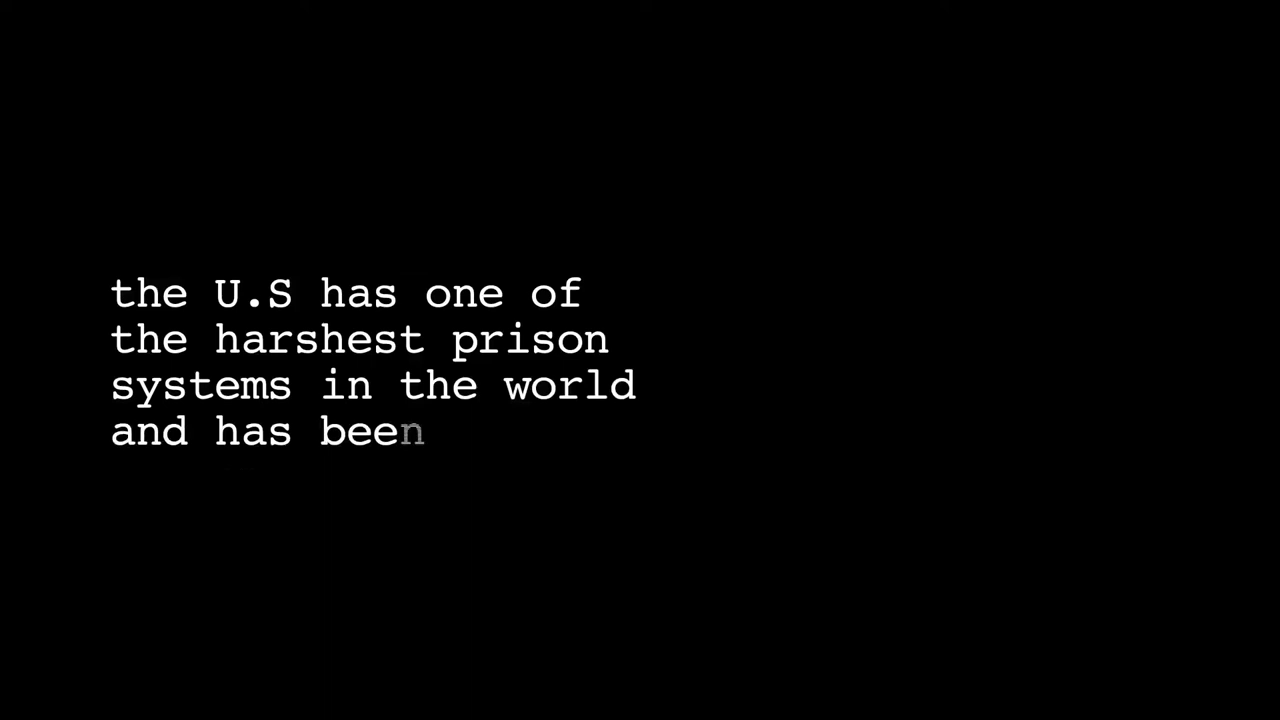 the U.S has one of
the harshest prison
systems in the world
and has been